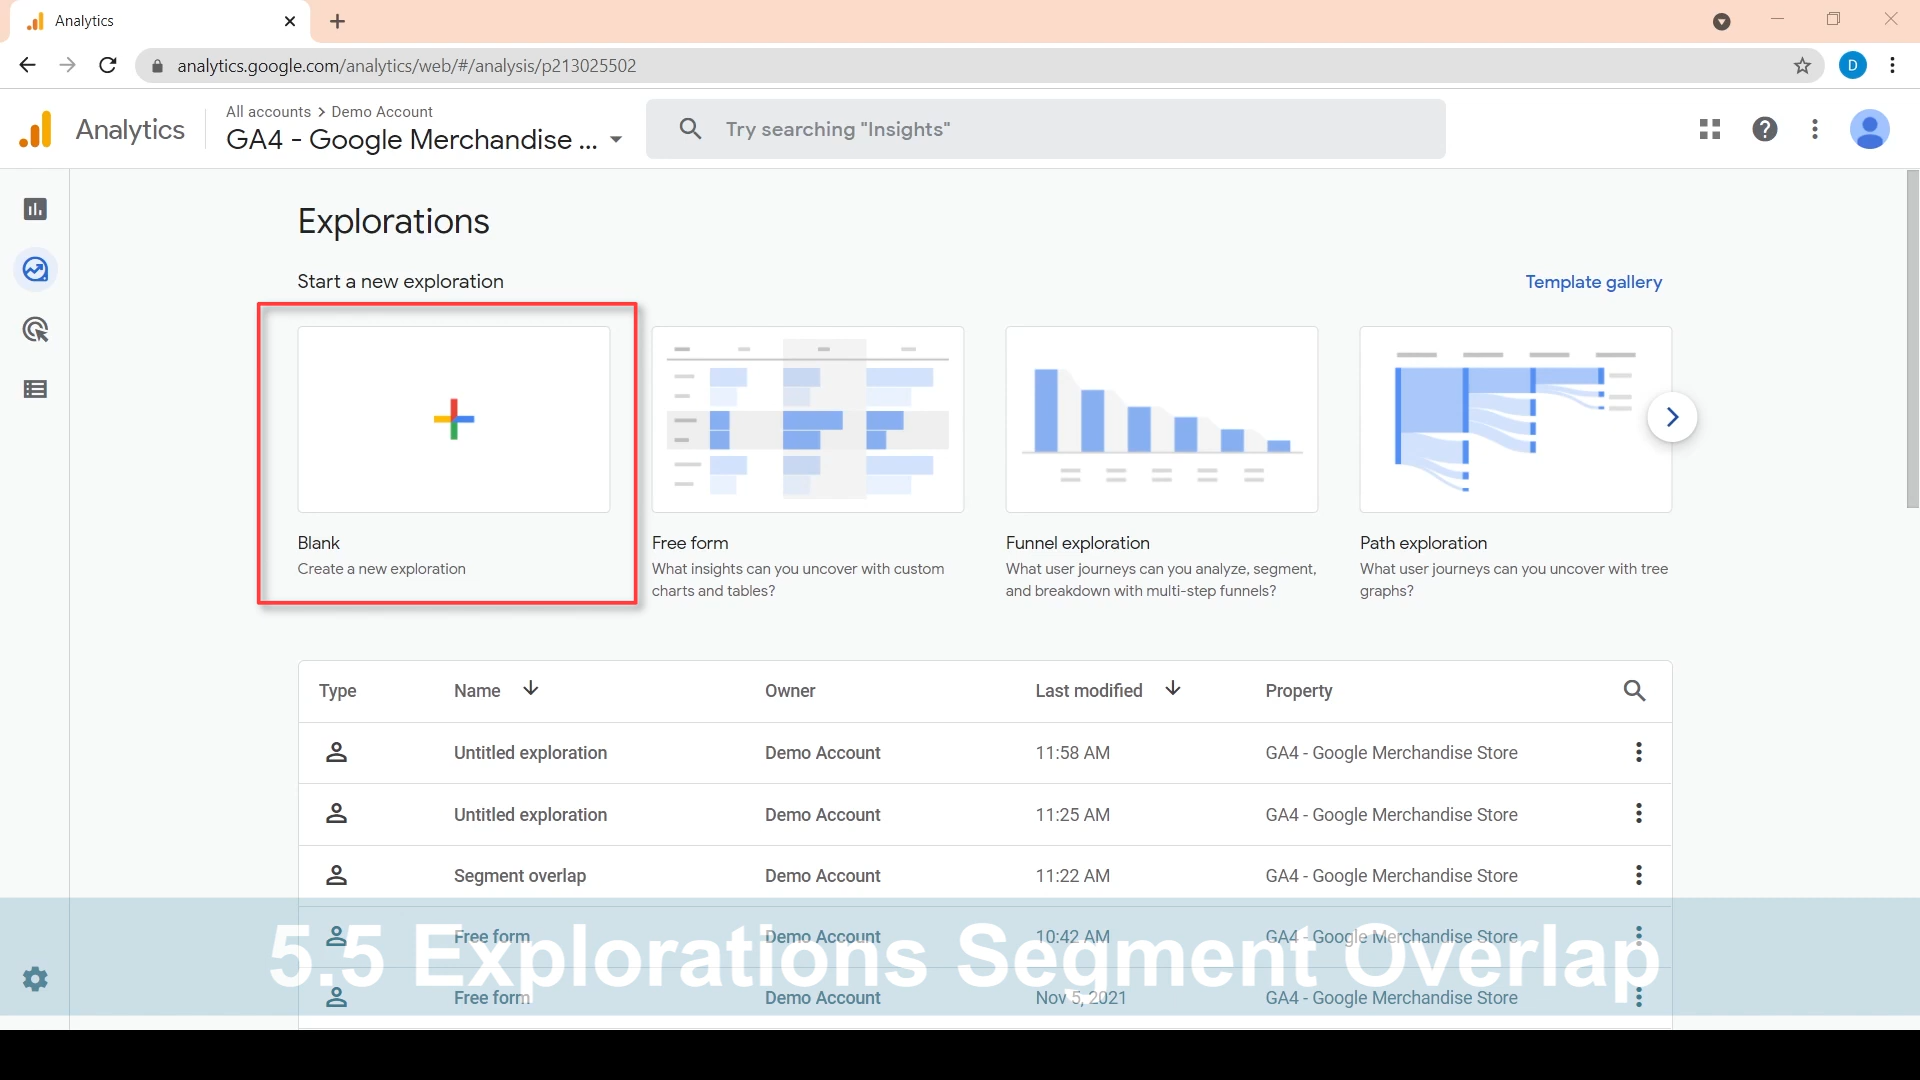 Analytics
analytics.google.com/analytics/web/#/analysis/p213025502
D
Analytics
All accounts > Demo Account
GA4 - Google Merchandise ...
Try searching "Insights"
Explorations
Start a new exploration
Template gallery
Blank
Create a new exploration
Free form
What insights can you uncover with custom
charts and tables?
Funnel exploration
What user journeys can you analyze, segment,
and breakdown with multi-step funnels?
Path exploration
What user journeys can you uncover with tree
graphs?
Type Name Owner Last modified Property
Untitled exploration Demo Account 11:58 AM GA4 - Google Merchandise Store
Untitled exploration Demo Account 11:25 AM GA4 - Google Merchandise Store
Segment overlap Demo Account 11:22 AM GA4 - Google Merchandise Store
Free form Demo Account 10:42 AM GA4 - Google Merchandise Store
5.5 Explorations Segment Overlap
Free form Demo Account Nov 5, 2021 GA4 - Google Merchandise Store